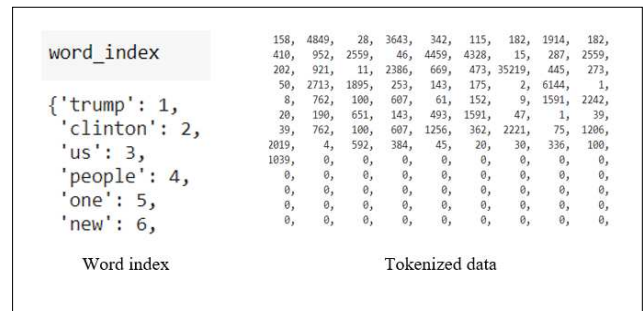 word_index
{'trump': 1,
'clinton': 2,
'us': 3,
'people': 4,
'one': 5,
'new': 6,
Word index
158, 4849, 28, 3643, 342, 115, 182, 1914, 182,
410, 952, 2559, 46, 4459, 4328, 15, 287, 2559,
202, 921, 11, 2386, 669, 473, 35219, 445, 273,
50, 2713, 1895, 253, 143, 175, 2, 6144, 1,
8, 762, 100, 607, 61, 152, 9, 1591, 2242,
20, 190, 651, 143, 493, 1591, 47, 1, 39,
39, 762, 100, 607, 1256, 362, 2221, 75, 1206,
2019, 4, 592, 384, 45, 20, 30, 336, 100,
1039, 0, 0, 0, 0, 0, 0, 0, 0,
0, 0, 0, 0, 0, 0, 0, 0, 0,
0, 0, 0, 0, 0, 0, 0, 0, 0,
0, 0, 0, 0, 0, 0, 0, 0, 0,
0, 0, 0, 0, 0, 0, 0, 0, 0,
Tokenized data